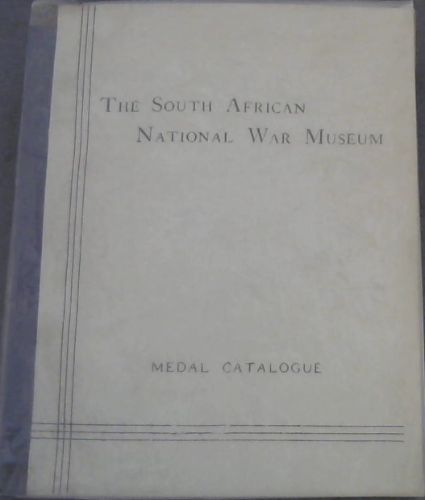 The South African
National War Museum
MEDAL CATALOGUE